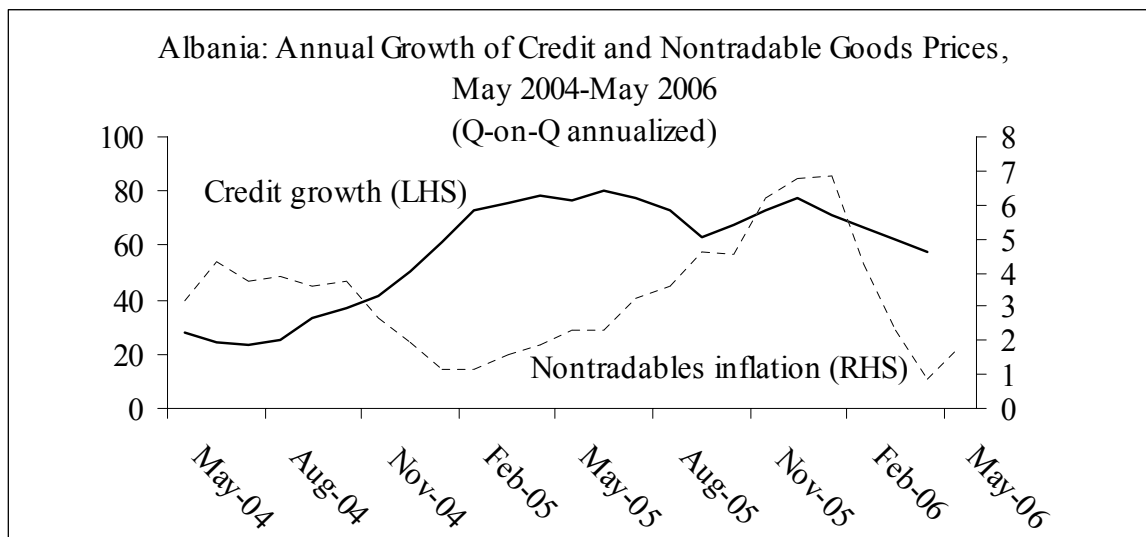 Albania: Annual Growth of Credit and Nontradable Goods Prices,
May 2004-May 2006
(Q-on-Q annualized)
100
80
60
40
20
0
8
7
6
5
4
3
2
1
0
Credit growth (LHS)
Nontradables inflation (RHS)
May-04
Aug-04
Nov-04
Feb-05
May-05
Aug-05
Nov-05
Feb-06
May-06